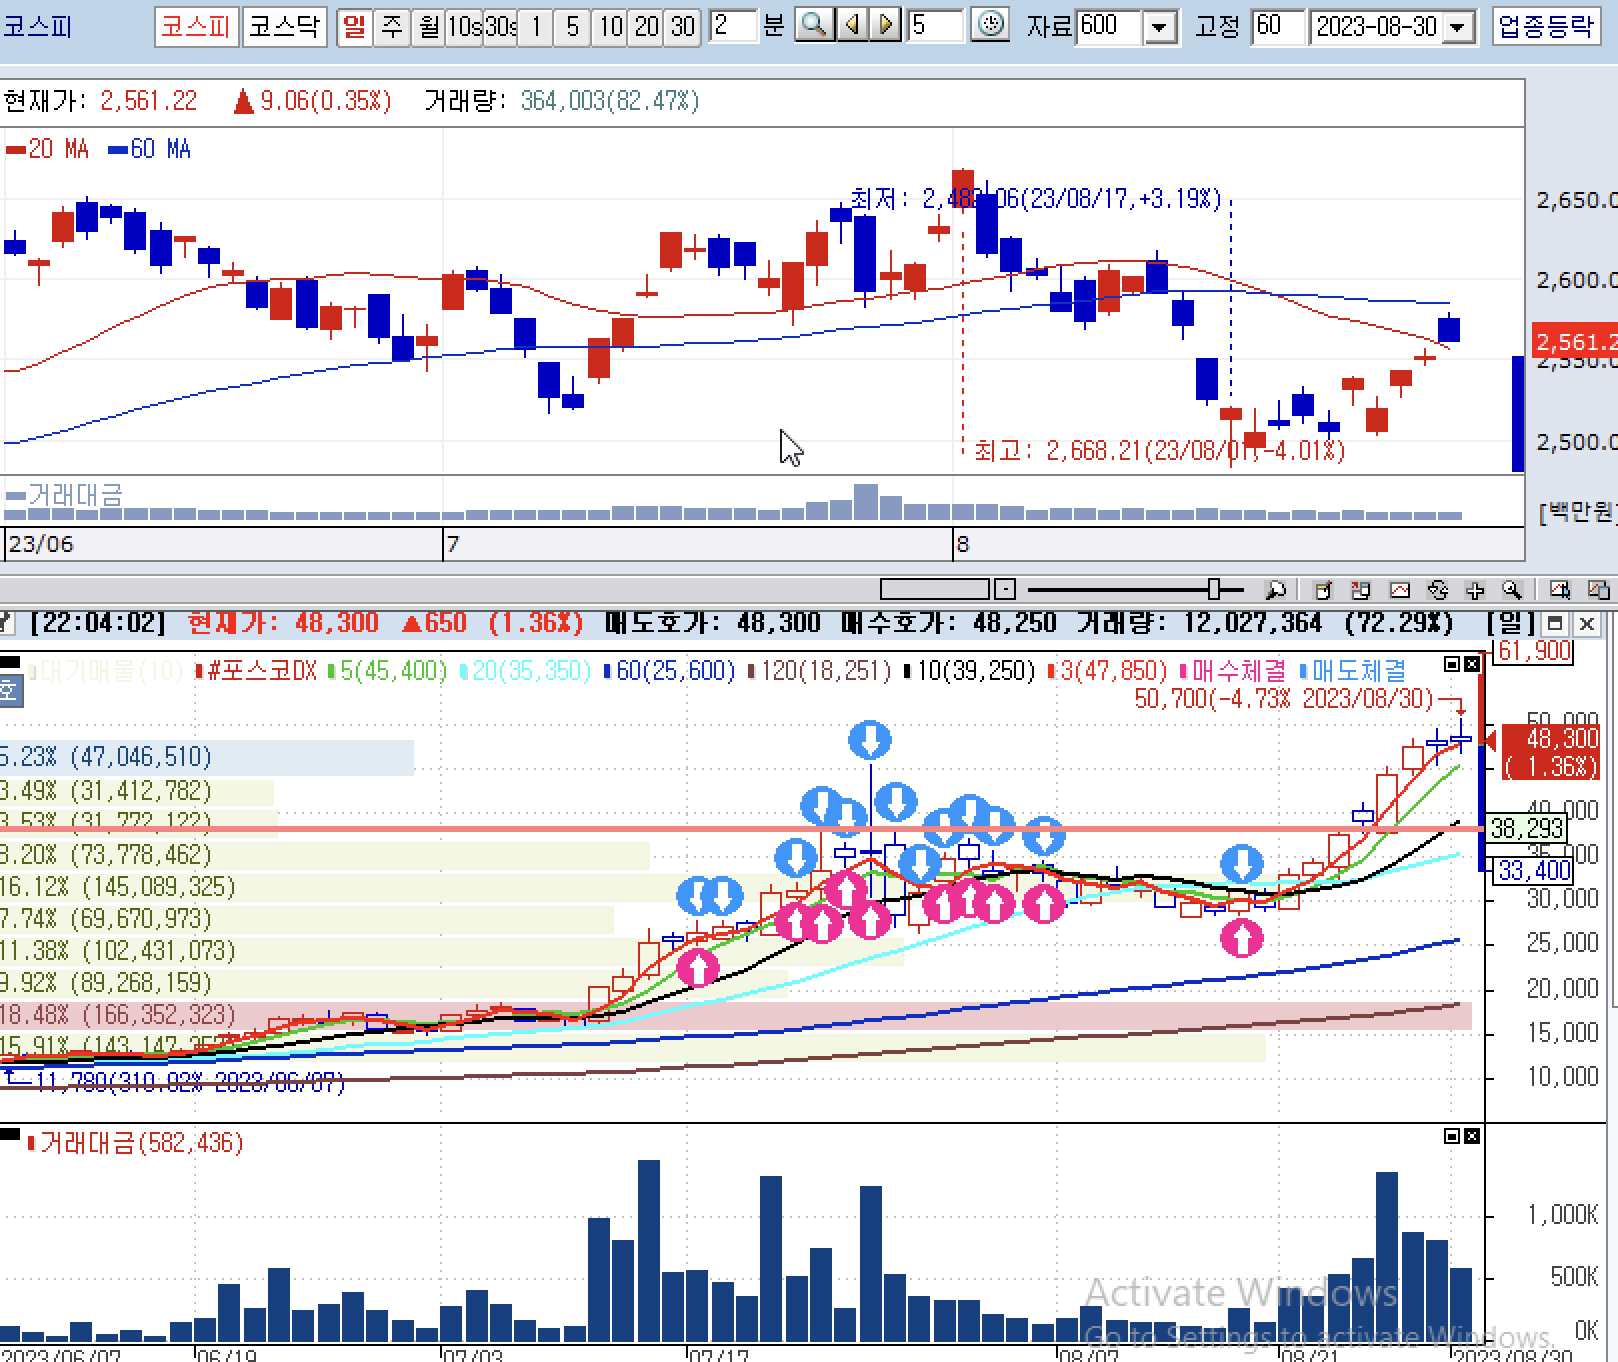 코스피 코스피 코스닥 일 주 월 10s 30s 1 5 10 20 30 2 분 5 자료 600 고정 60 2023-08-30 업종등락
현재가: 2,561.22 ▲ 9.06(0.35%) 거래량: 364,003(82.47%)
20 MA 60 MA
최저: 2,482.06(23/08/17,+3.19%)
2,650.0
2,600.0
2,561.2
2,550.0
최고: 2,668.21(23/08/01,-4.01%)
2,500.0
거래대금
[백만원]
23/06 7 8
[22:04:02] 현재가: 48,300 ▲650 (1.36%) 매도호가: 48,300 매수호가: 48,250 거래량: 12,027,364 (72.29%) [일]
61,900
대기매물(10) #포스코DX 5(45,400) 20(35,350) 60(25,600) 120(18,251) 10(39,250) 3(47,850) 매수체결 매도체결
호
50,700(-4.73% 2023/08/30)
50,000
48,300
( 1.36%)
5.23% (47,046,510)
3.49% (31,412,782)
40,000
3.53% (31,772,122)
38,293
8.20% (73,778,462)
35,000
33,400
16.12% (145,089,325)
30,000
7.74% (69,670,973)
11.38% (102,431,073)
25,000
9.92% (89,268,159)
20,000
18.48% (166,352,323)
15,000
15.91% (143,147,357)
11,780(310.02% 2023/06/07)
10,000
거래대금(582,436)
1,000K
500K
0K
Activate Windows
Go to Settings to activate Windows.
2023/06/07 06/19 07/03 07/17 08/07 08/21 2023/08/30